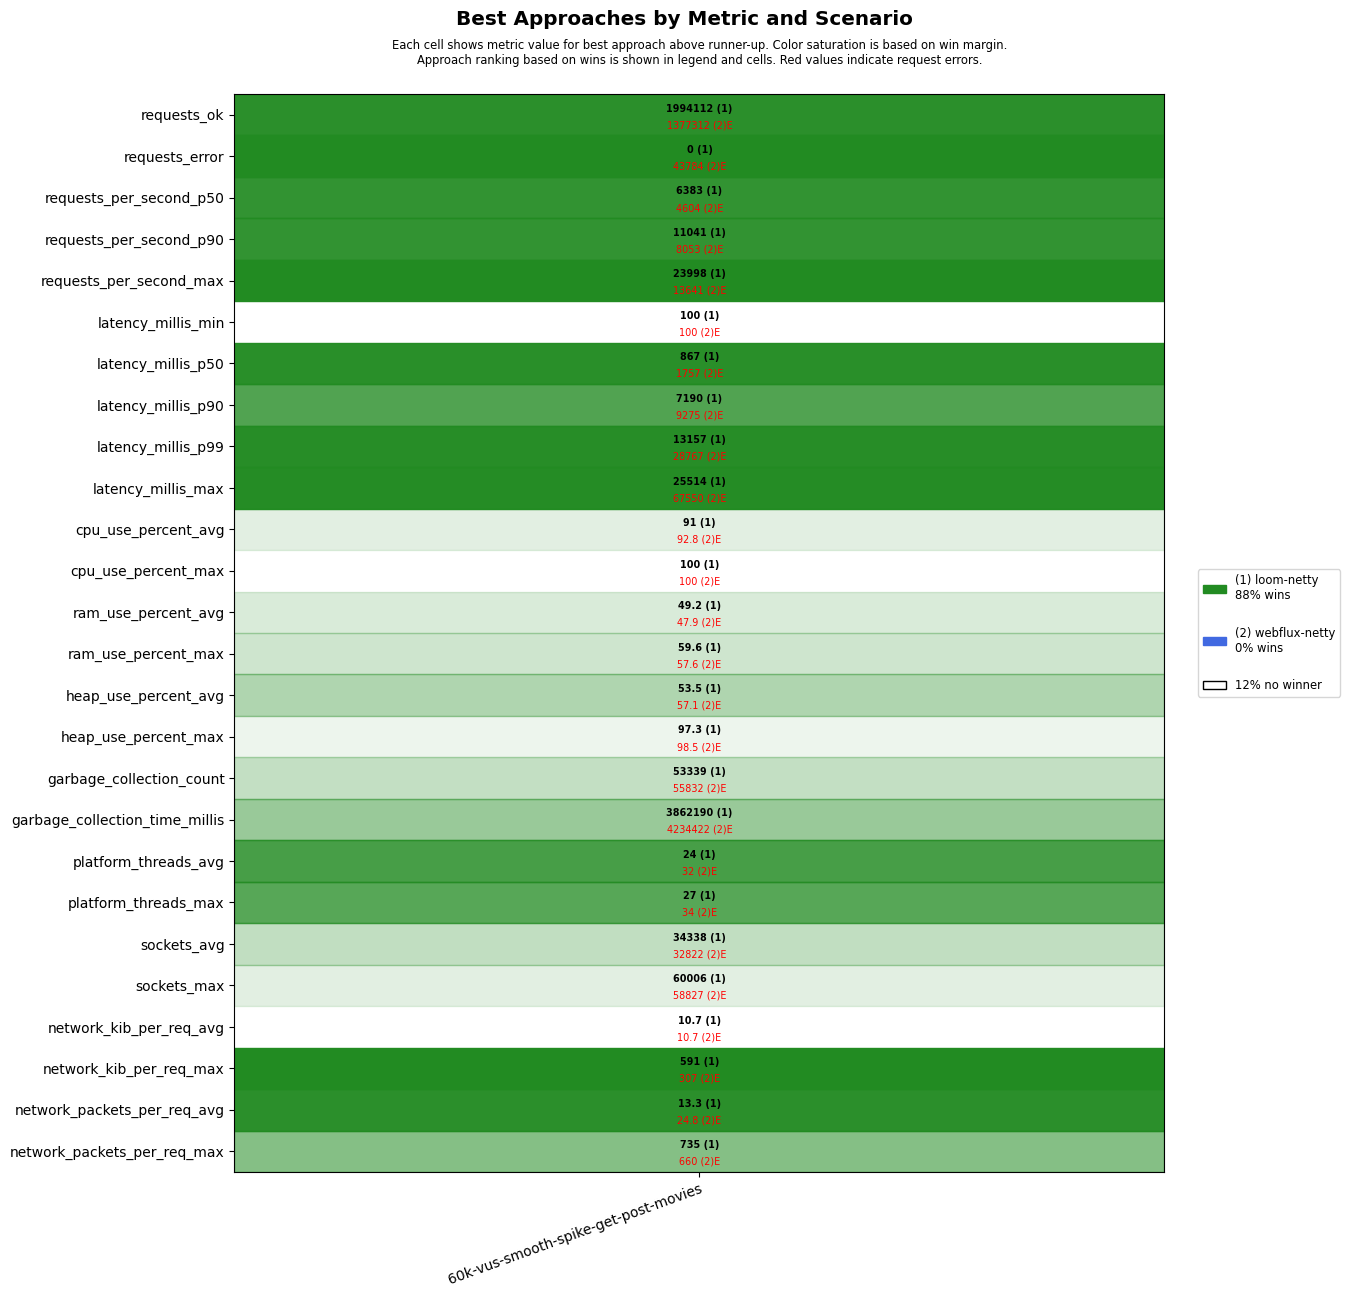 Best Approaches by Metric and Scenario
Each cell shows metric value for best approach above runner-up. Color saturation is based on win margin.
Approach ranking based on wins is shown in legend and cells. Red values indicate request errors.
requests_ok
1994112 (1)
1377312 (2)E
requests_error
0 (1)
43784 (2)E
requests_per_second_p50
6383 (1)
4604 (2)E
requests_per_second_p90
11041 (1)
8053 (2)E
requests_per_second_max
23998 (1)
13641 (2)E
latency_millis_min
100 (1)
100 (2)E
latency_millis_p50
867 (1)
1757 (2)E
latency_millis_p90
7190 (1)
9275 (2)E
latency_millis_p99
13157 (1)
28767 (2)E
latency_millis_max
25514 (1)
67550 (2)E
cpu_use_percent_avg
91 (1)
92.8 (2)E
cpu_use_percent_max
100 (1)
100 (2)E
ram_use_percent_avg
49.2 (1)
47.9 (2)E
ram_use_percent_max
59.6 (1)
57.6 (2)E
heap_use_percent_avg
53.5 (1)
57.1 (2)E
heap_use_percent_max
97.3 (1)
98.5 (2)E
garbage_collection_count
53339 (1)
55832 (2)E
garbage_collection_time_millis
3862190 (1)
4234422 (2)E
platform_threads_avg
24 (1)
32 (2)E
platform_threads_max
27 (1)
34 (2)E
sockets_avg
34338 (1)
32822 (2)E
sockets_max
60006 (1)
58827 (2)E
network_kib_per_req_avg
10.7 (1)
10.7 (2)E
network_kib_per_req_max
591 (1)
(2)E
network_packets_per_req_avg
13.3 (1)
24.8 (2)E
network_packets_per_req_max
735 (1)
660 (2)E
60k-vus-smooth-spike-get-post-movies
(1) loom-netty
88% wins
(2) webflux-netty
0% wins
12% no winner